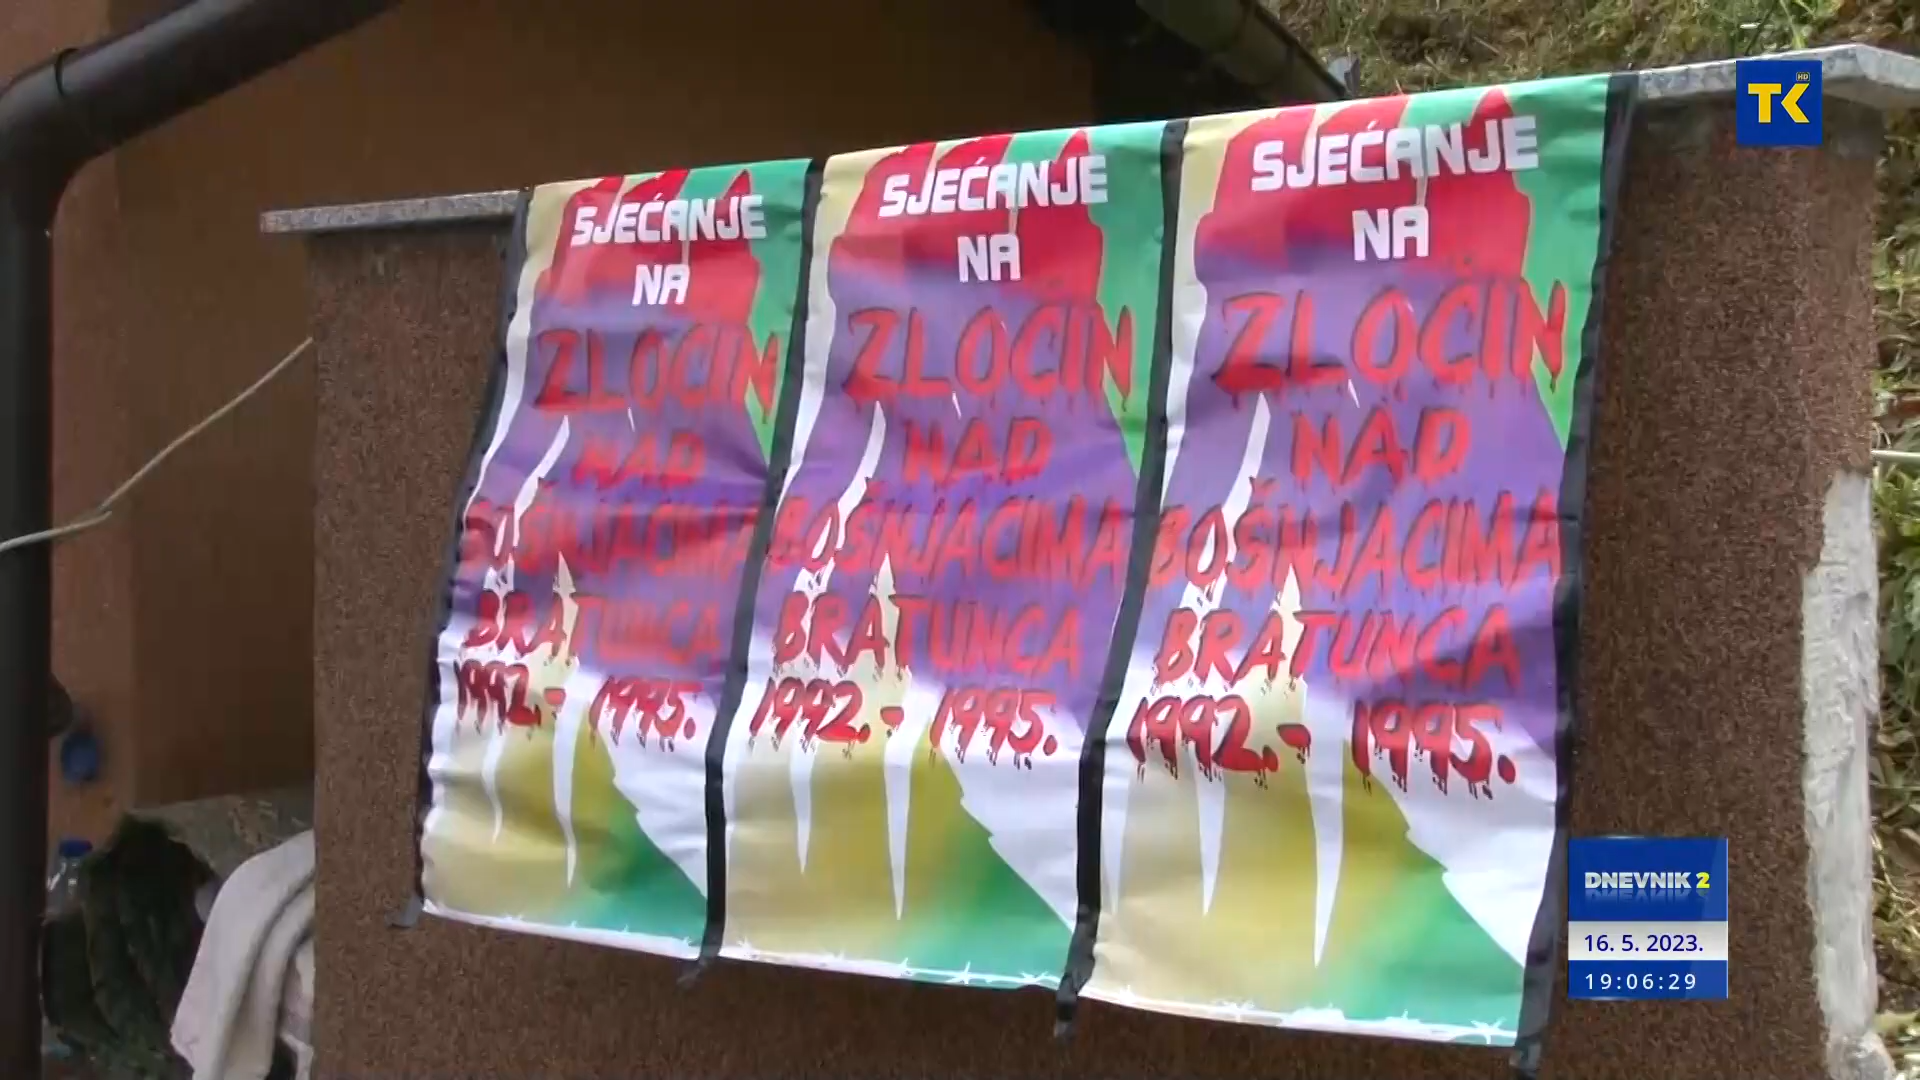 TK HD
SJEĆANJE
NA
ZLOČIN
NAD
BOŠNJACIMA
BRATUNCA
1992.- 1995.
SJEĆANJE
NA
ZLOČIN
NAD
BOŠNJACIMA
BRATUNCA
1992.- 1995.
SJEĆANJE
NA
ZLOČIN
NAD
BOŠNJACIMA
BRATUNCA
1992.- 1995.
DNEVNIK 2
16. 5. 2023.
19:06:29